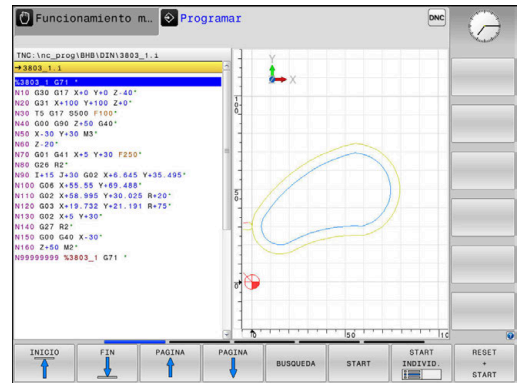 Funcionamiento m... Programar DNC
TNC:\nc_prog\BHB\DIN\3803_1.i
→3803_1.i
%3803_1 G71 *
N10 G30 G17 X+0 Y+0 Z-40*
N20 G31 X+100 Y+100 Z+0*
N30 T5 G17 S500 F100*
N40 G00 G90 Z+50 G40*
N50 X-30 Y+30 M3*
N60 Z-20*
N70 G01 G41 X+5 Y+30 F250*
N80 G26 R2*
N90 I+15 J+30 G02 X+6.645 Y+35.495*
N100 G06 X+55.55 Y+69.488*
N110 G02 X+58.995 Y+30.025 R+20*
N120 G03 X+19.732 Y+21.191 R+75*
N130 G02 X+5 Y+30*
N140 G27 R2*
N150 G00 G40 X-30*
N160 Z+50 M2*
N99999999 %3803_1 G71 *
Y
X
100
50
0
0 50 10
INICIO FIN PAGINA PAGINA BUSQUEDA START START INDIVID. RESET + START